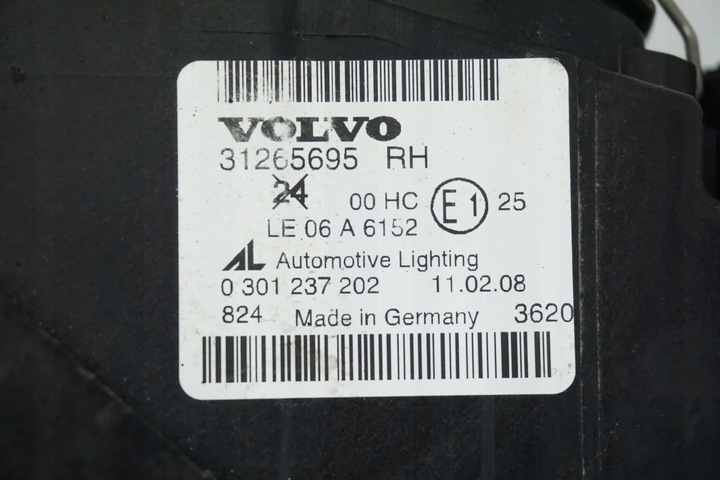 VOLVO
31265695 RH
24 00 HC E1 25
LE 06 A 6152
AL Automotive Lighting
0 301 237 202 11.02.08
824 Made in Germany 3620